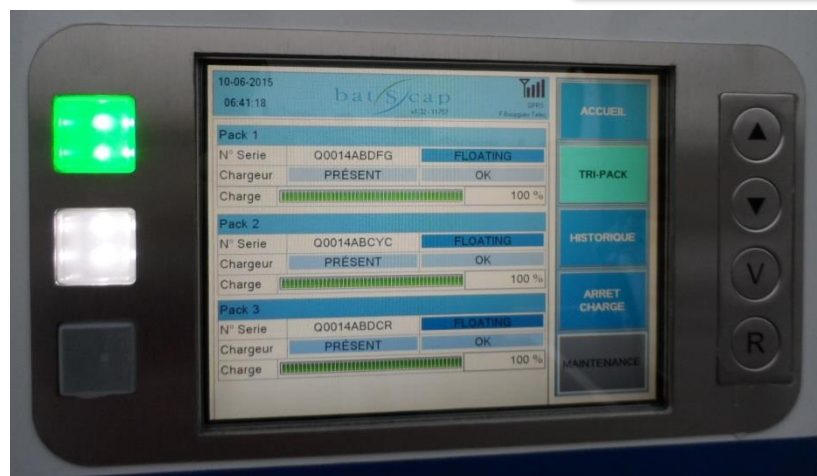 10-06-2015
06:41:18
batScap
GPRS
ACCUEIL
Pack 1
N° Serie Q0014ABDFG FLOATING
Chargeur PRÉSENT OK
Charge 100 %
TRI-PACK
Pack 2
N° Serie Q0014ABCYC FLOATING
Chargeur PRÉSENT OK
Charge 100 %
HISTORIQUE
Pack 3
N° Serie Q0014ABDCR FLOATING
Chargeur PRÉSENT OK
Charge 100 %
ARRET
CHARGE
MAINTENANCE
V
R